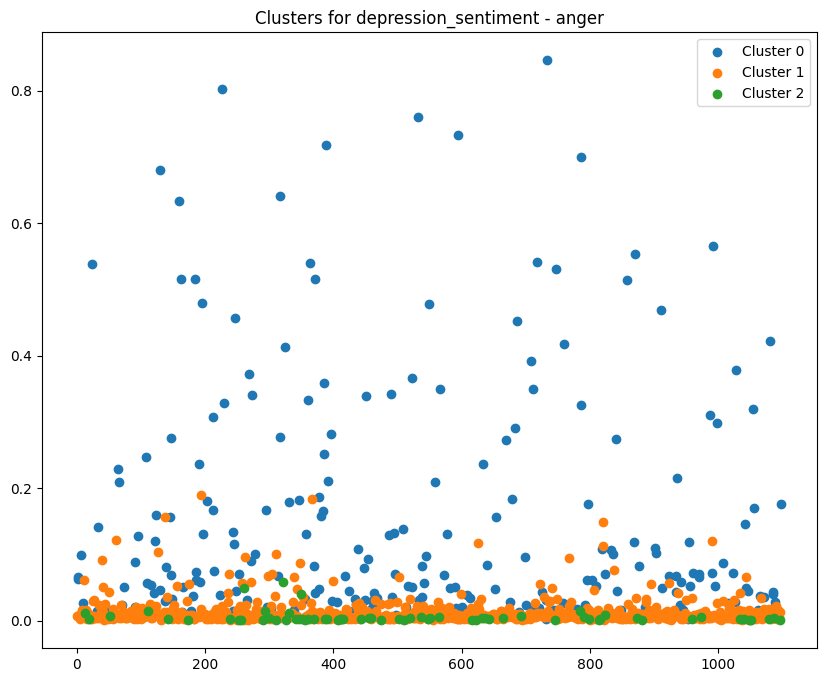 Clusters for depression_sentiment - anger
Cluster 0
Cluster 1
Cluster 2
0.8
0.6
0.4
0.2
0.0
0 200 400 600 800 1000